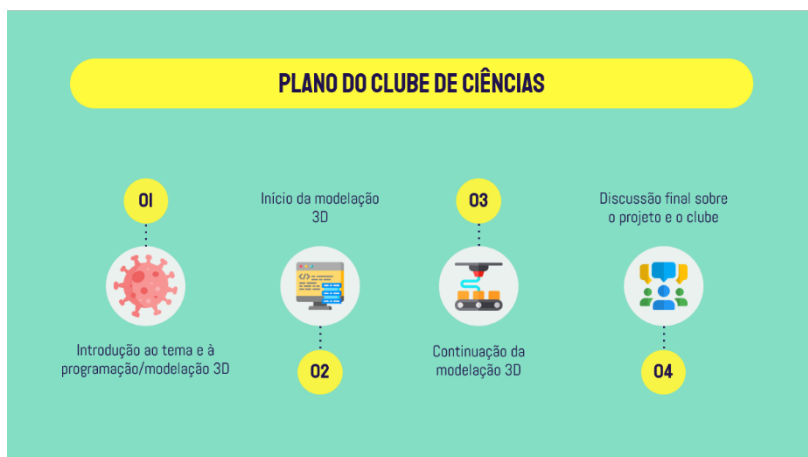 PLANO DO CLUBE DE CIÊNCIAS
01
Introdução ao tema e à
programação/modelação 3D
Início da modelação
3D
02
03
Continuação da
modelação 3D
Discussão final sobre
o projeto e o clube
04